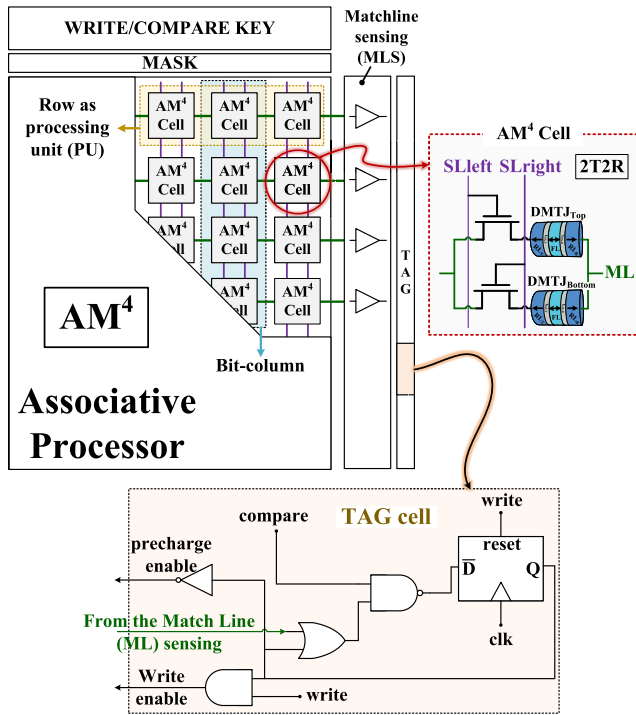 WRITE/COMPARE KEY
MASK
Matchline
sensing
(MLS)
Row as
processing
unit (PU)
AM⁴
Cell
AM⁴
Cell
AM⁴
Cell
AM⁴
Cell
AM⁴
Cell
AM⁴
Cell
AM⁴
Cell
AM⁴
Cell
AM⁴
Cell
AM⁴
Cell
Bit-column
AM⁴
Associative
Processor
T
A
G
AM⁴ Cell
SLleft SLright 2T2R
DMTJTop
FL
ML
DMTJBottom
FL
TAG cell
compare
write
reset
D̅ Q
clk
precharge
enable
From the Match Line
(ML) sensing
Write
enable
write